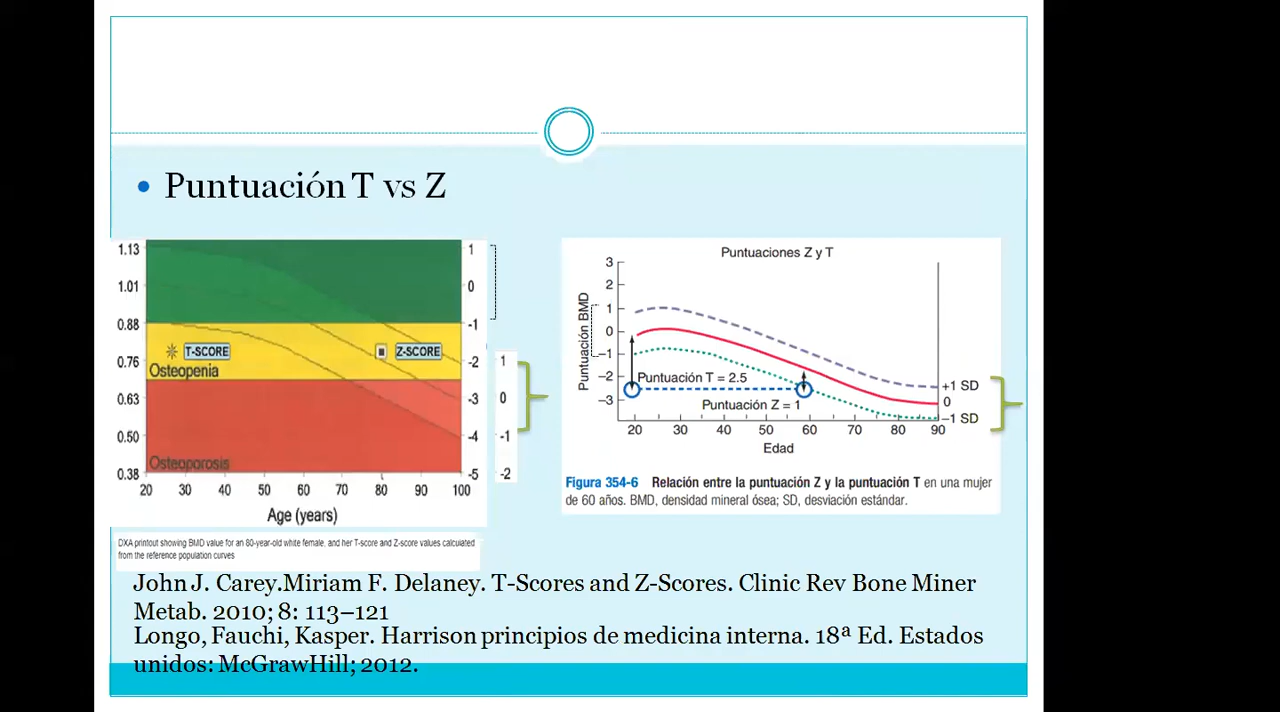 • Puntuación T vs Z
1.13
1.01
0.88
0.76
0.63
0.50
0.38
T-SCORE
Z-SCORE
Osteopenia
Osteoporosis
1
0
-1
-2
-3
-4
-5
1
0
-1
-2
20 30 40 50 60 70 80 90 100
Age (years)
DXA printout showing BMD value for an 80-year-old white female, and her T-score and Z-score values calculated
from the reference population curves
Puntuaciones Z y T
Puntuación BMD
3
2
1
0
−1
−2
−3
Puntuación T = 2.5
Puntuación Z = 1
+1 SD
0
−1 SD
20 30 40 50 60 70 80 90
Edad
Figura 354-6 Relación entre la puntuación Z y la puntuación T en una mujer
de 60 años. BMD, densidad mineral ósea; SD, desviación estándar.
John J. Carey.Miriam F. Delaney. T-Scores and Z-Scores. Clinic Rev Bone Miner
Metab. 2010; 8: 113–121
Longo, Fauchi, Kasper. Harrison principios de medicina interna. 18ª Ed. Estados
unidos: McGrawHill; 2012.